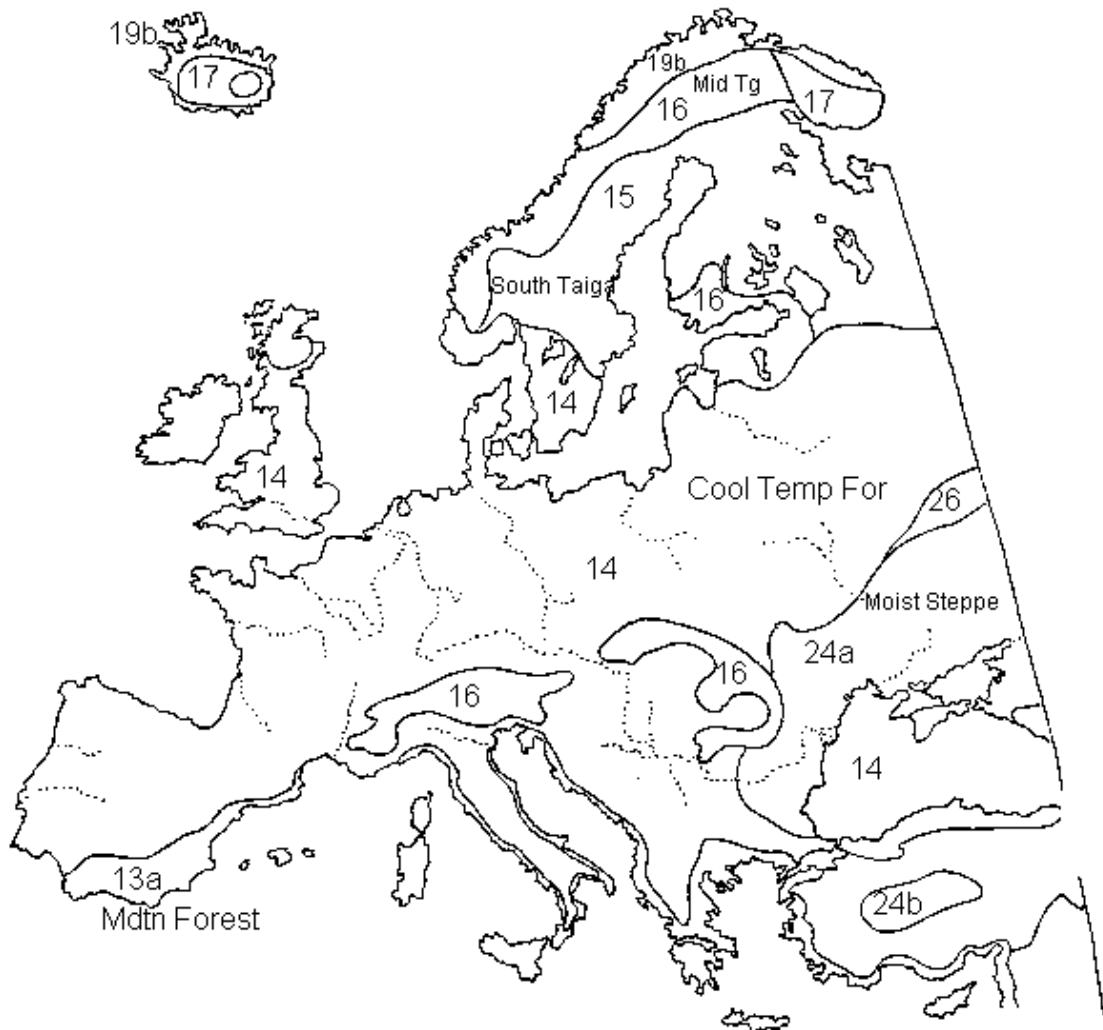 19b
17
19b
Mid Tg
16
17
15
South Taiga
16
14
14
Cool Temp For
26
14
Moist Steppe
24a
16
16
14
13a
Mdtn Forest
24b